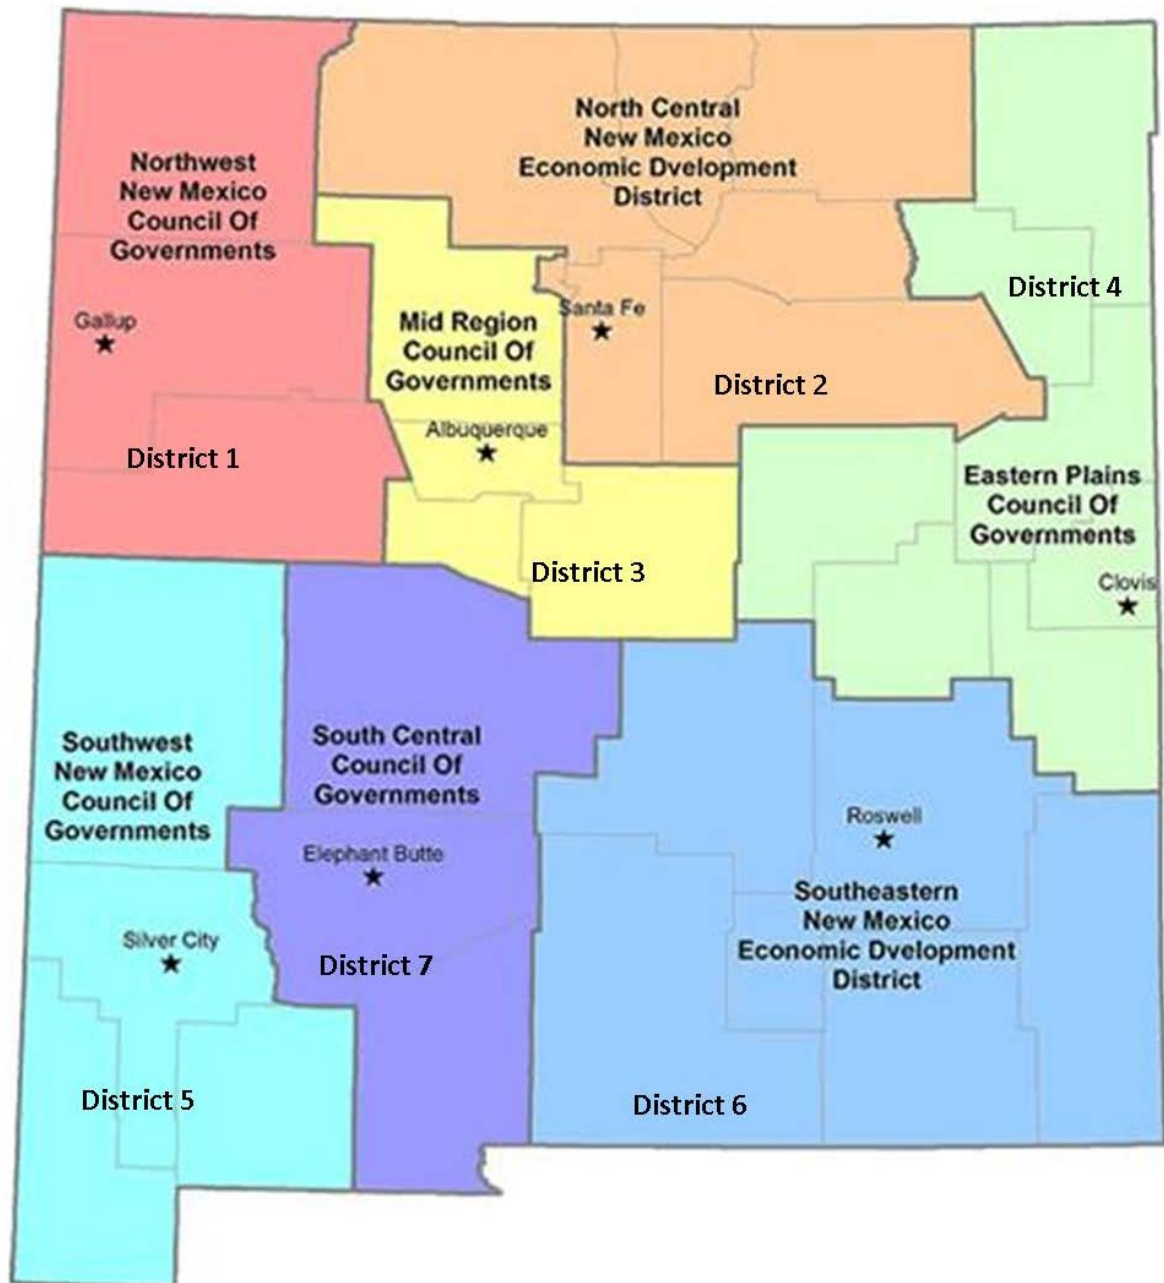 North Central
New Mexico
Economic Dvelopment
District
Northwest
New Mexico
Council Of
Governments
District 4
Gallup
Santa Fe
Mid Region
Council Of
Governments
District 2
Albuquerque
District 1
Eastern Plains
Council Of
Governments
District 3
Clovis
Southwest
New Mexico
Council Of
Governments
South Central
Council Of
Governments
Roswell
Elephant Butte
Southeastern
New Mexico
Economic Dvelopment
District
Silver City
District 7
District 5
District 6